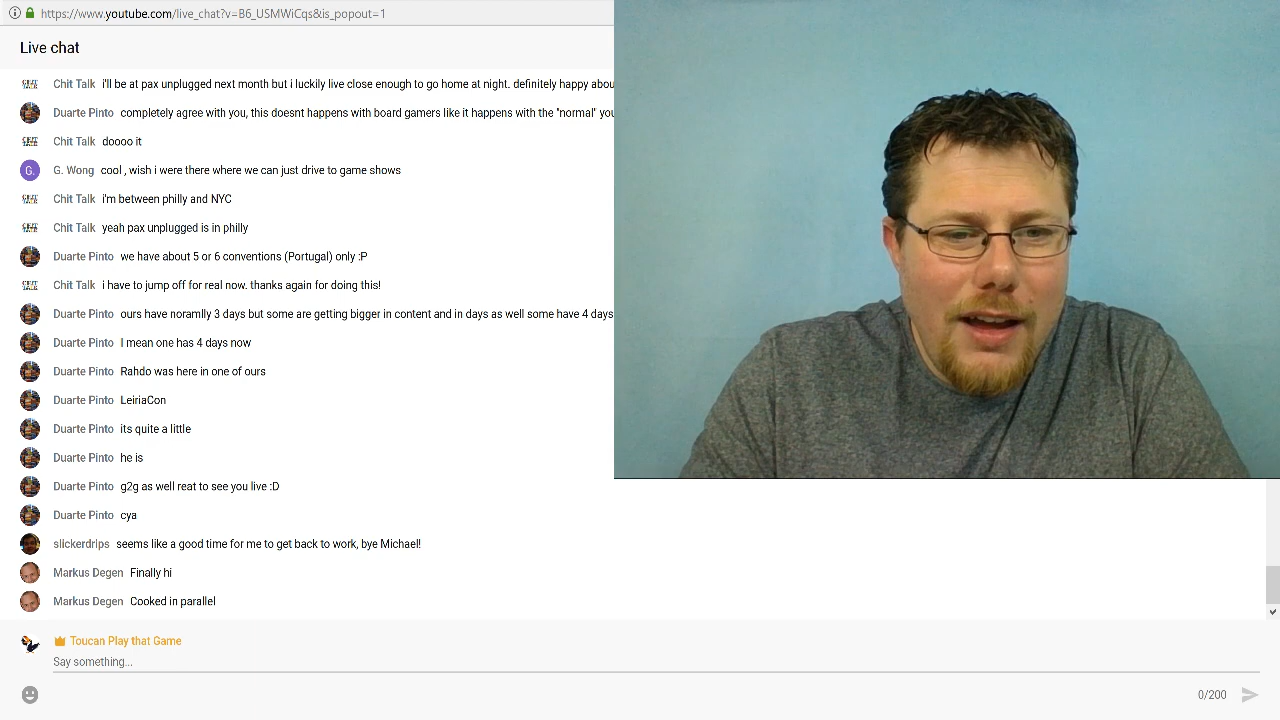 https://www.youtube.com/live_chat?v=B6_USMWiCqs&is_popout=1
Live chat
Chit Talk i'll be at pax unplugged next month but i luckily live close enough to go home at night. definitely happy abou
Duarte Pinto completely agree with you, this doesnt happens with board gamers like it happens with the "normal" you
Chit Talk doooo it
G. G. Wong cool , wish i were there where we can just drive to game shows
Chit Talk i'm between philly and NYC
Chit Talk yeah pax unplugged is in philly
Duarte Pinto we have about 5 or 6 conventions (Portugal) only :P
Chit Talk i have to jump off for real now. thanks again for doing this!
Duarte Pinto ours have noramlly 3 days but some are getting bigger in content and in days as well some have 4 days
Duarte Pinto I mean one has 4 days now
Duarte Pinto Rahdo was here in one of ours
Duarte Pinto LeiriaCon
Duarte Pinto its quite a little
Duarte Pinto he is
Duarte Pinto g2g as well reat to see you live :D
Duarte Pinto cya
slickerdrips seems like a good time for me to get back to work, bye Michael!
Markus Degen Finally hi
Markus Degen Cooked in parallel
Toucan Play that Game
Say something...
0/200